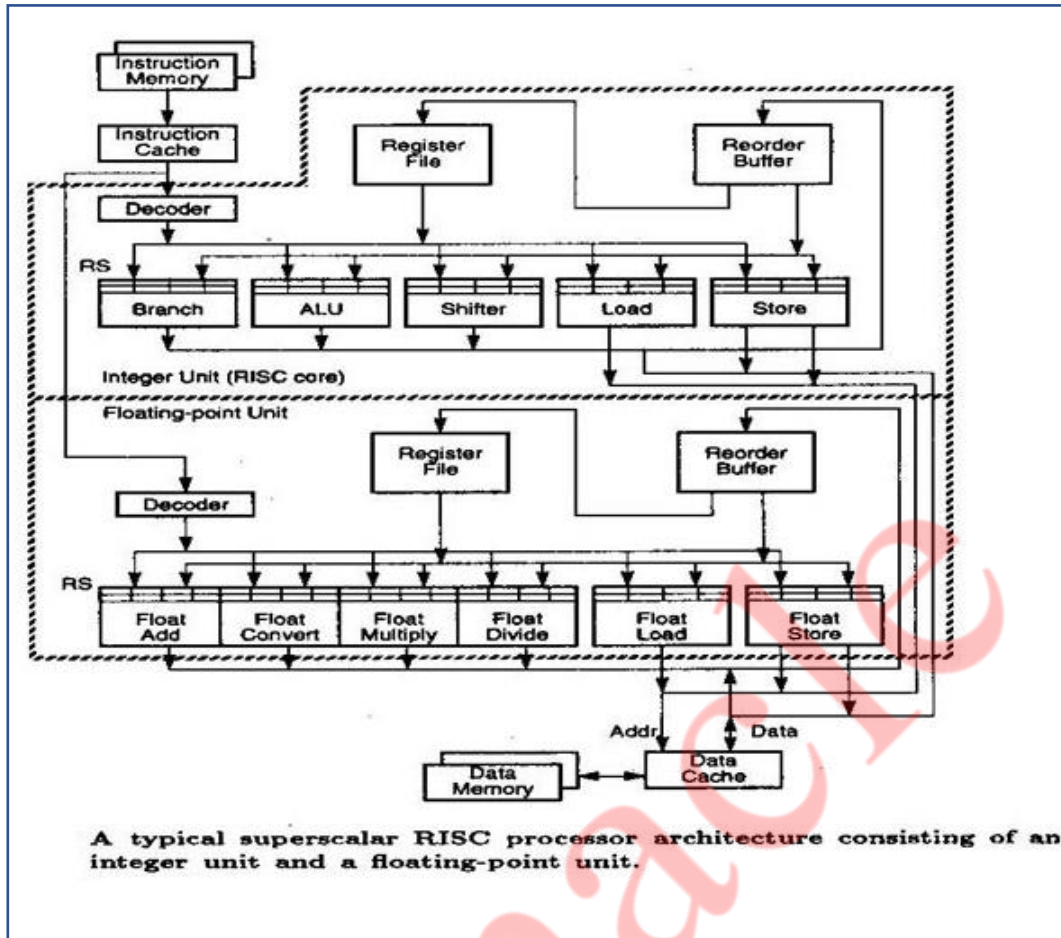 Instruction
Memory
Instruction
Cache
Register
File
Reorder
Buffer
Decoder
RS
Branch
ALU
Shifter
Load
Store
Integer Unit (RISC core)
Floating-point Unit
Register
File
Reorder
Buffer
Decoder
RS
Float
Add
Float
Convert
Float
Multiply
Float
Divide
Float
Load
Float
Store
Addr
Data
Data
Memory
Data
Cache
A typical superscalar RISC processor architecture consisting of an
integer unit and a floating-point unit.
acle